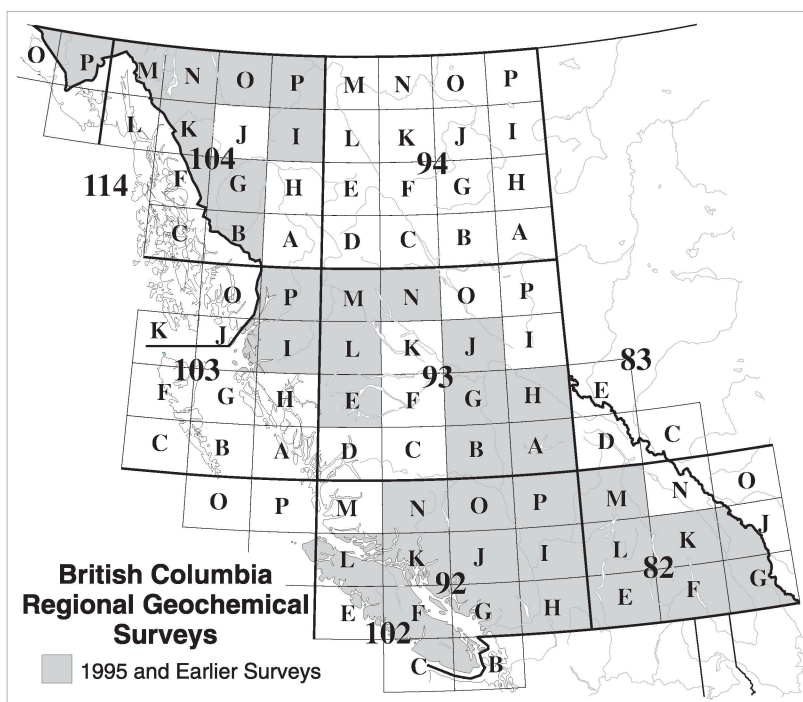 O P M N O P M N O P
L K J I L K J I
114 104 94
F G H E F G H
C B A D C B A
O P M N O P
K J I L K J I
103 93 83
F G H E F G H E
C B A D C B A D C
O P M N O P M N O
L K J I L K J
92 82
E F G H E F G
102
C B
British Columbia
Regional Geochemical
Surveys
1995 and Earlier Surveys